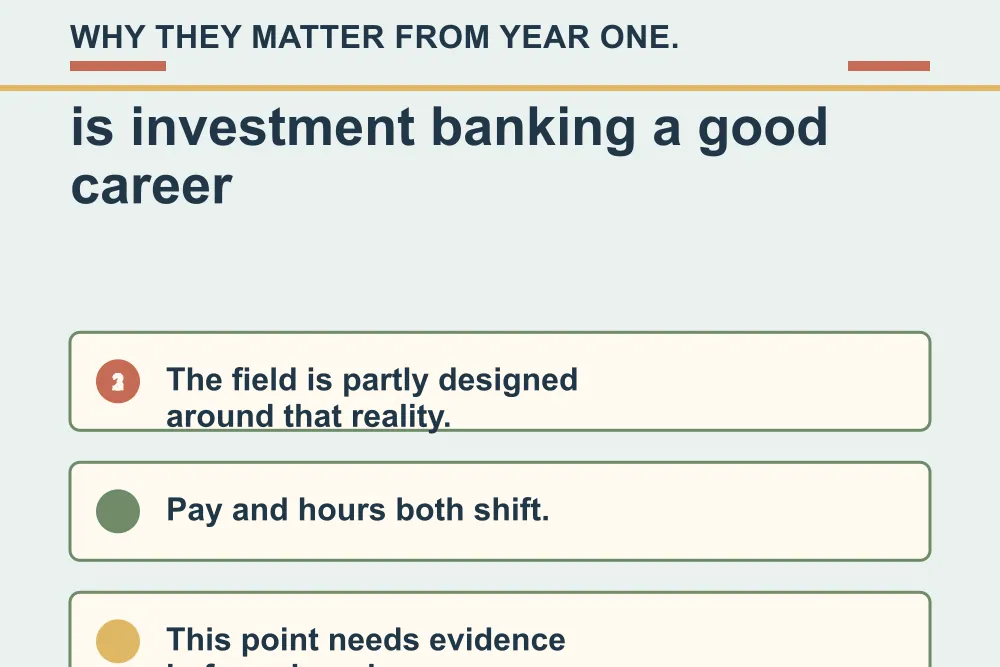 WHY THEY MATTER FROM YEAR ONE.
is investment banking a good
career
The field is partly designed
around that reality.
Pay and hours both shift.
This point needs evidence